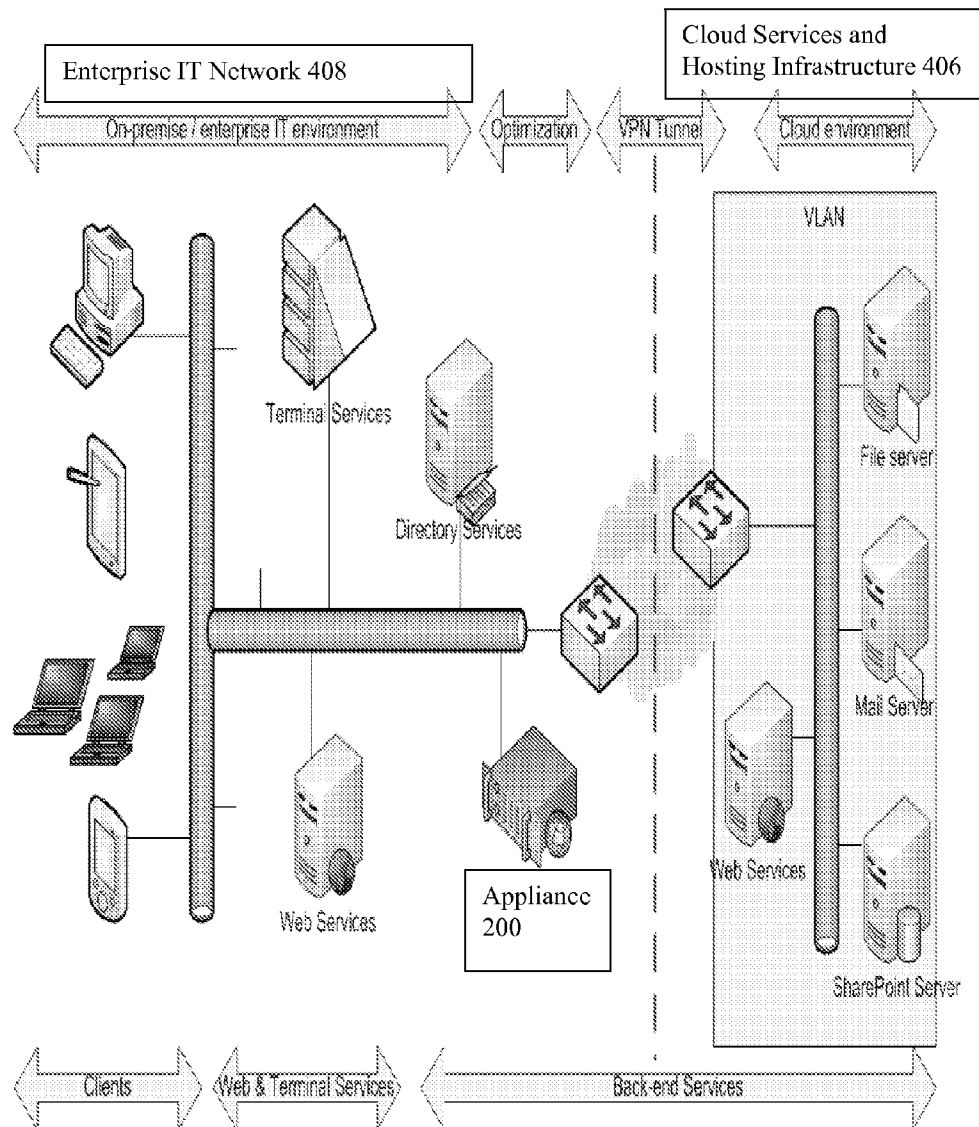 Enterprise IT Network 408
Cloud Services and
Hosting Infrastructure 406
On-premise / enterprise IT environment
Optimization
VPN Tunnel
Cloud environment
VLAN
Terminal Services
Directory Services
File server
Mail Server
Web Services
Appliance
200
Web Services
SharePoint Server
Clients
Web & Terminal Services
Back-end Services